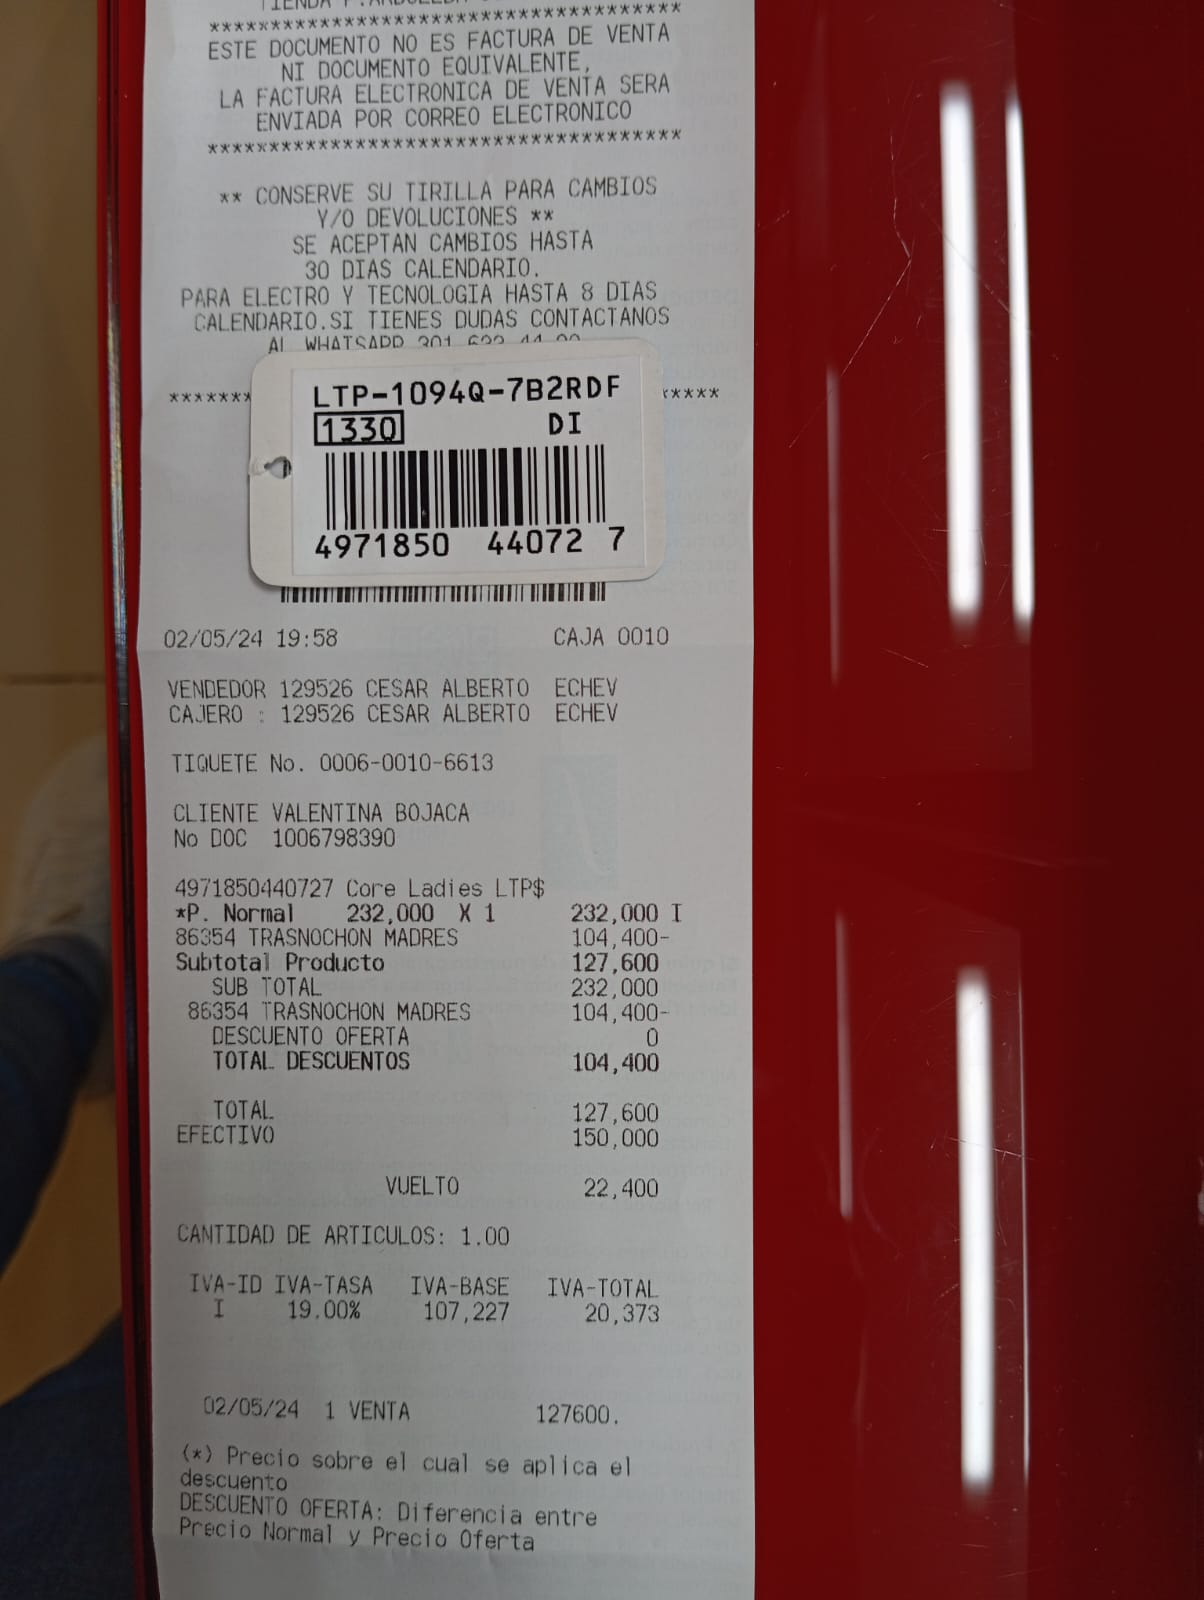 ************************************
ESTE DOCUMENTO NO ES FACTURA DE VENTA
NI DOCUMENTO EQUIVALENTE,
LA FACTURA ELECTRONICA DE VENTA SERA
ENVIADA POR CORREO ELECTRONICO
************************************
** CONSERVE SU TIRILLA PARA CAMBIOS
Y/O DEVOLUCIONES **
SE ACEPTAN CAMBIOS HASTA
30 DIAS CALENDARIO.
PARA ELECTRO Y TECNOLOGIA HASTA 8 DIAS
CALENDARIO.SI TIENES DUDAS CONTACTANOS
AL WHATSAPP 301
LTP-1094Q-7B2RDF
1330 DI
4971850 44072 7
02/05/24 19:58 CAJA 0010
VENDEDOR 129526 CESAR ALBERTO ECHEV
CAJERO : 129526 CESAR ALBERTO ECHEV
TIQUETE No. 0006-0010-6613
CLIENTE VALENTINA BOJACA
No DOC 1006798390
4971850440727 Core Ladies LTP$
*P. Normal 232,000 X 1 232,000 I
86354 TRASNOCHON MADRES 104,400-
Subtotal Producto 127,600
SUB TOTAL 232,000
86354 TRASNOCHON MADRES 104,400-
DESCUENTO OFERTA 0
TOTAL DESCUENTOS 104,400
TOTAL 127,600
EFECTIVO 150,000
VUELTO 22,400
CANTIDAD DE ARTICULOS: 1.00
IVA-ID IVA-TASA IVA-BASE IVA-TOTAL
I 19.00% 107,227 20,373
02/05/24 1 VENTA 127600.
(*) Precio sobre el cual se aplica el
descuento
DESCUENTO OFERTA: Diferencia entre
Precio Normal y Precio Oferta